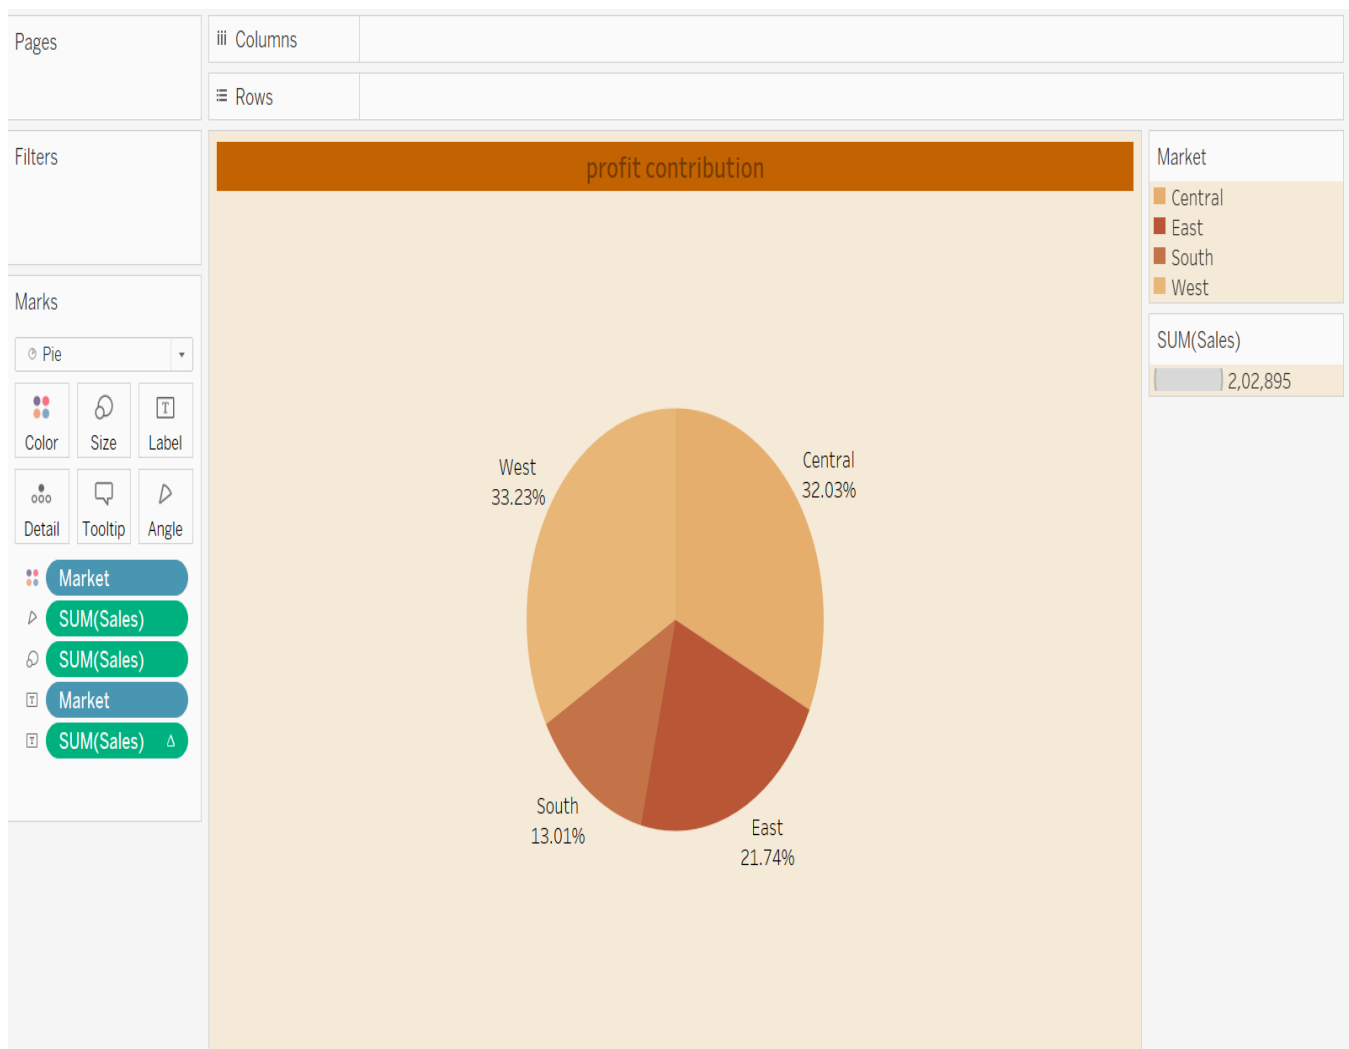 Pages
Columns
Rows
Filters
Marks
Pie
Color
Size
Label
Detail
Tooltip
Angle
Market
SUM(Sales)
SUM(Sales)
Market
SUM(Sales)
profit contribution
West
33.23%
Central
32.03%
South
13.01%
East
21.74%
Market
Central
East
South
West
SUM(Sales)
2,02,895